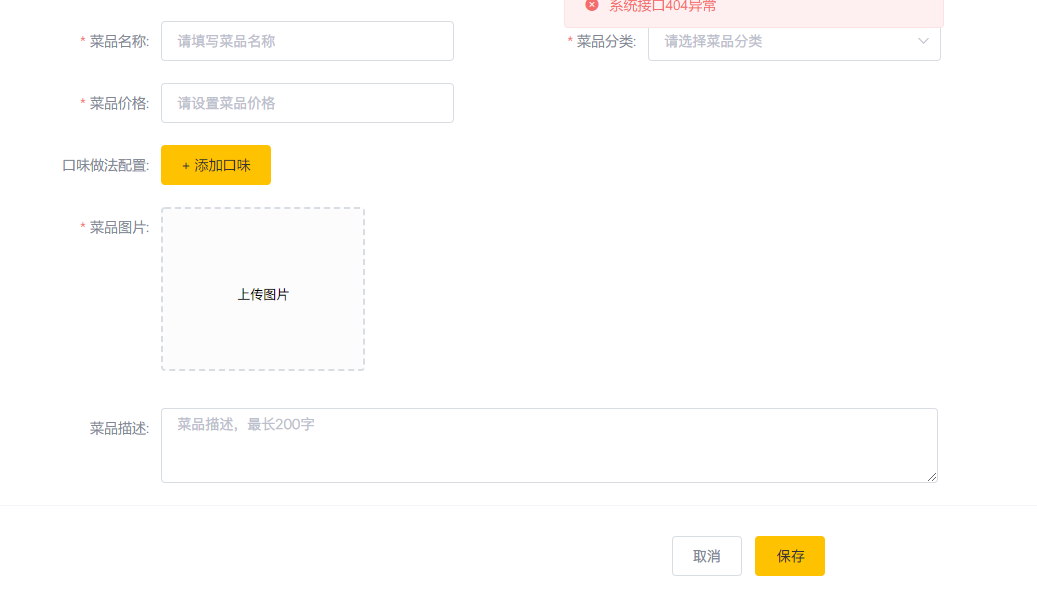 系统接口404异常
* 菜品名称: 请填写菜品名称
* 菜品分类: 请选择菜品分类
* 菜品价格: 请设置菜品价格
口味做法配置: + 添加口味
* 菜品图片:
上传图片
菜品描述: 菜品描述，最长200字
取消 保存